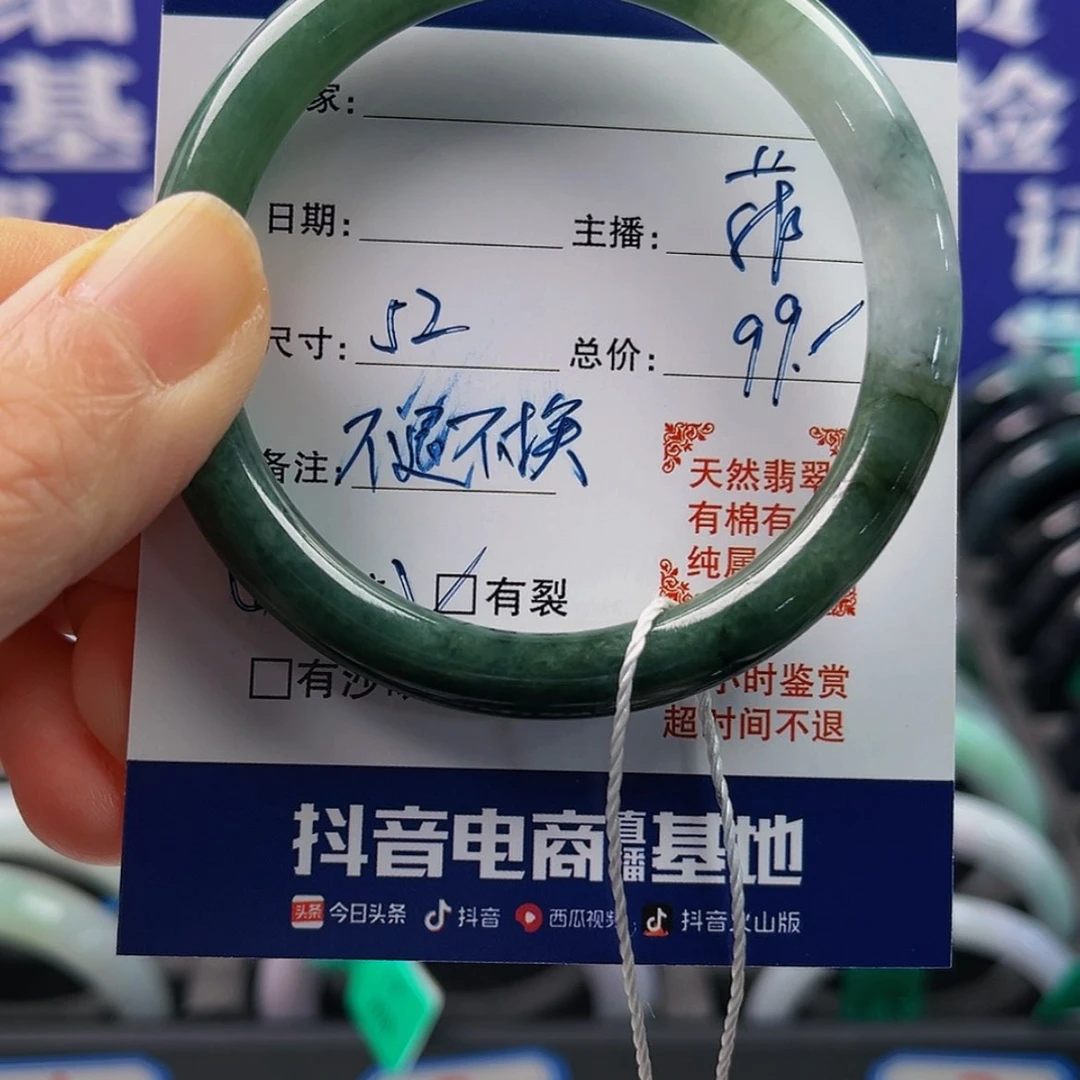 家:
日期: 主播: 菲
尺寸: 52 总价: 99.
备注: 不退不换
天然翡翠
有棉有
纯属
有裂
小时鉴赏
超时间不退
抖音电商直播基地
今日头条 抖音 西瓜视频 抖音火山版
基
检
证